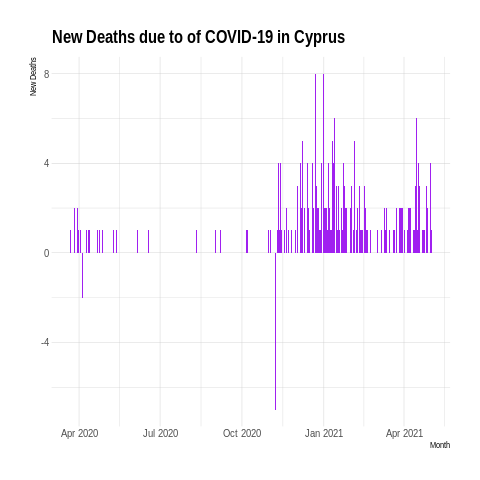 New Deaths due to of COVID-19 in Cyprus
New Deaths
8
4
0
-4
Apr 2020 Jul 2020 Oct 2020 Jan 2021 Apr 2021
Month